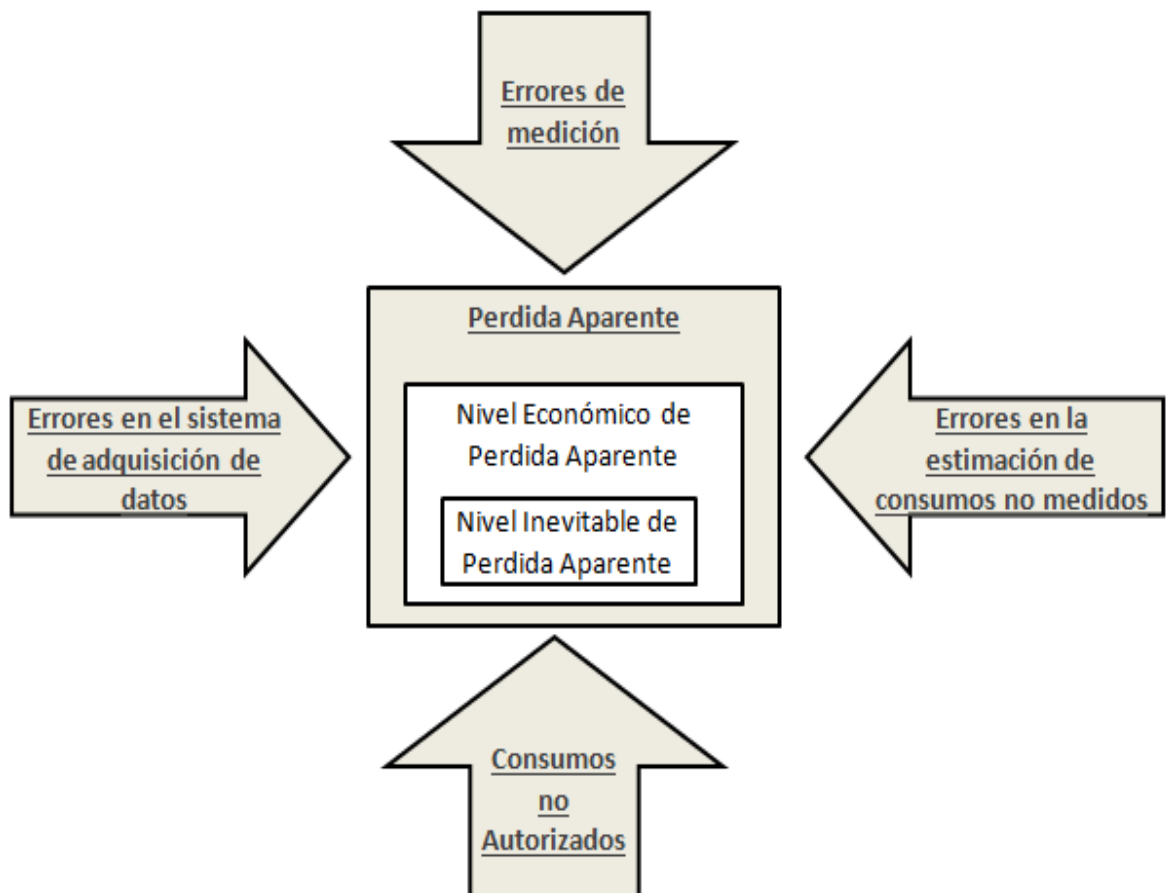 Errores de
medición
Perdida Aparente
Nivel Económico de
Perdida Aparente
Nivel Inevitable de
Perdida Aparente
Errores en el sistema
de adquisición de
datos
Errores en la
estimación de
consumos no medidos
Consumos
no
Autorizados